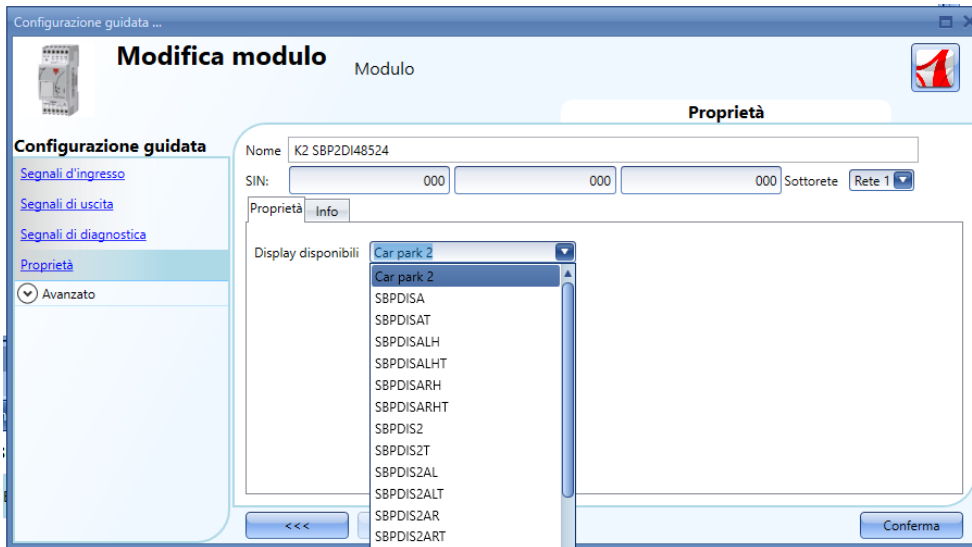 Configurazione guidata ...
Modifica modulo
Modulo
Proprietà
Configurazione guidata
Segnali d'ingresso
Segnali di uscita
Segnali di diagnostica
Proprietà
Avanzato
Nome K2 SBP2DI48524
SIN: 000 000 000 Sottorete Rete 1
Proprietà Info
Display disponibili Car park 2
Car park 2
SBPDISA
SBPDISAT
SBPDISALH
SBPDISALHT
SBPDISARH
SBPDISARHT
SBPDIS2
SBPDIS2T
SBPDIS2AL
SBPDIS2ALT
SBPDIS2AR
SBPDIS2ART
<<< Conferma